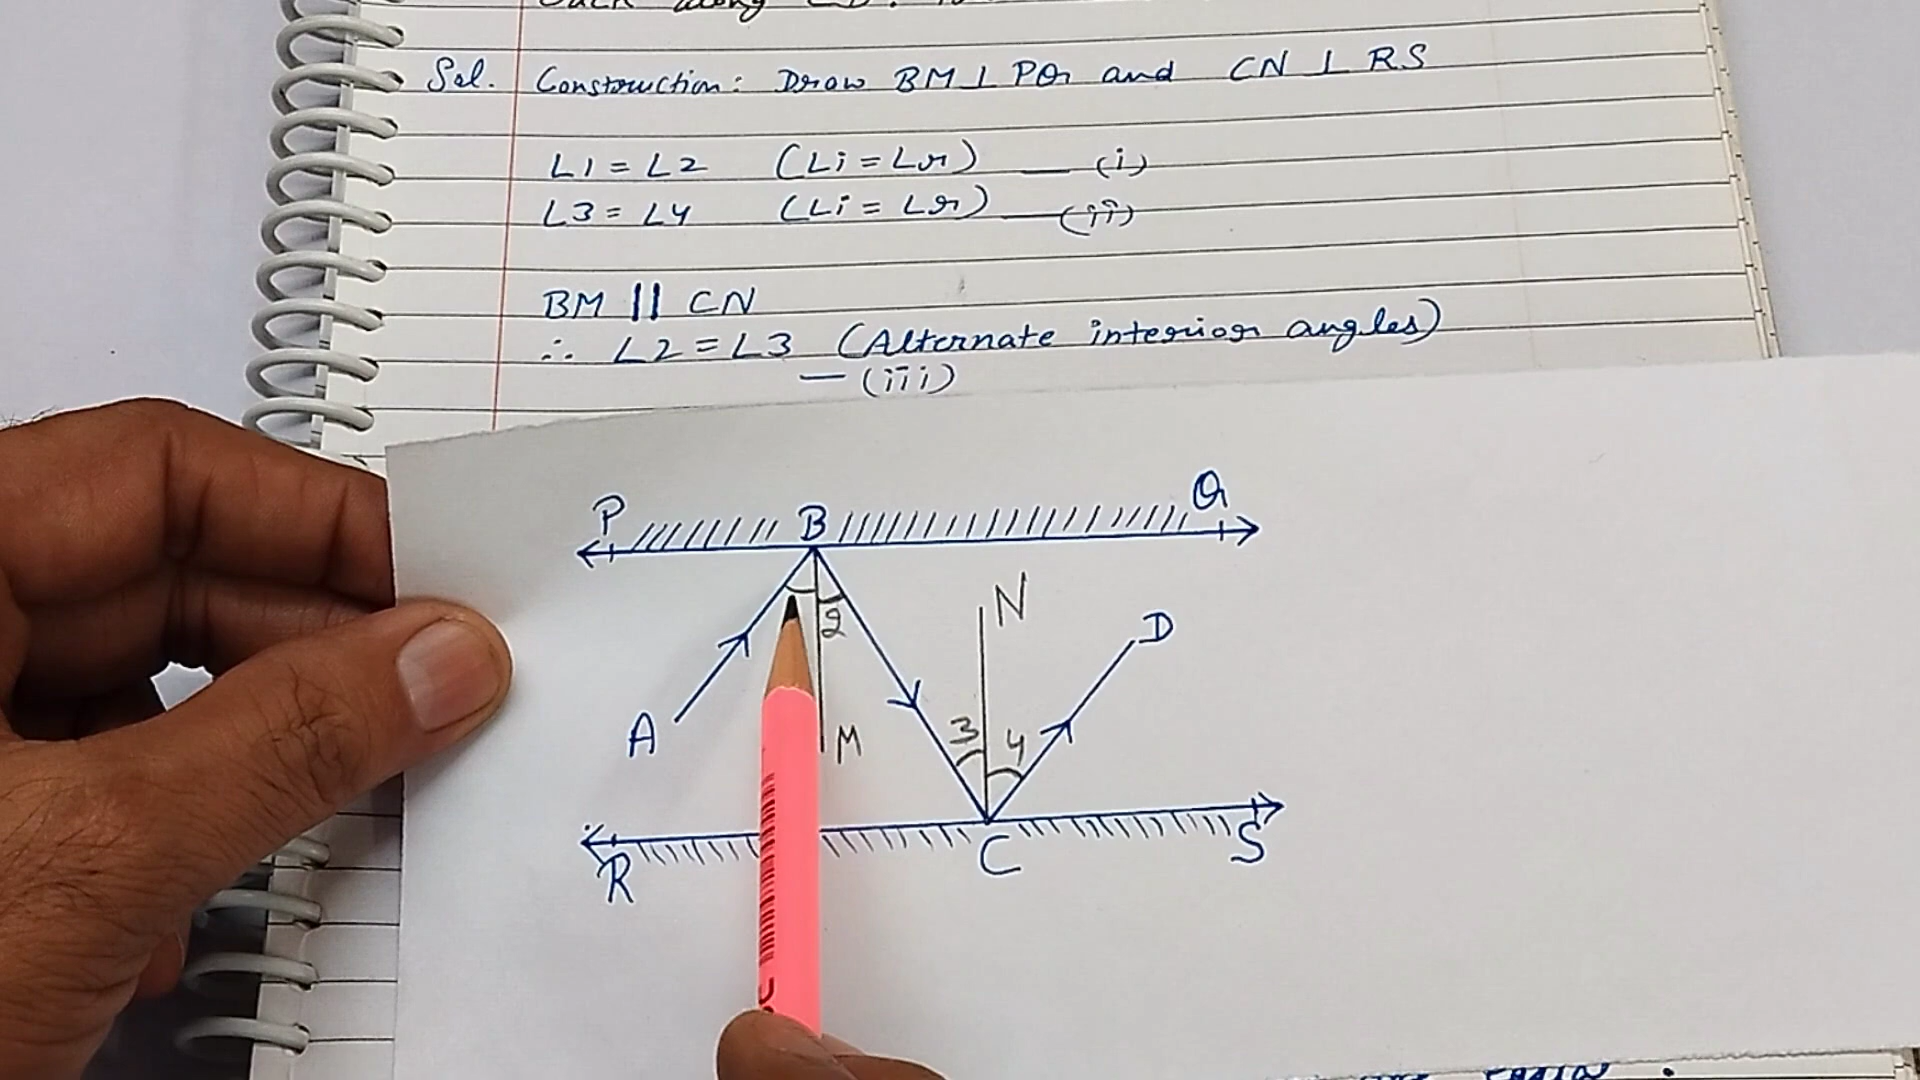 along
Sol. Construction: Draw BM ⊥ PQ and CN ⊥ RS
∠1 = ∠2 (∠i = ∠r) — (i)
∠3 = ∠4 (∠i = ∠r) — (ii)
BM || CN
∴ ∠2 = ∠3 (Alternate interior angles)
— (iii)
P B Q
N
2
D
A M 3 4
R C S